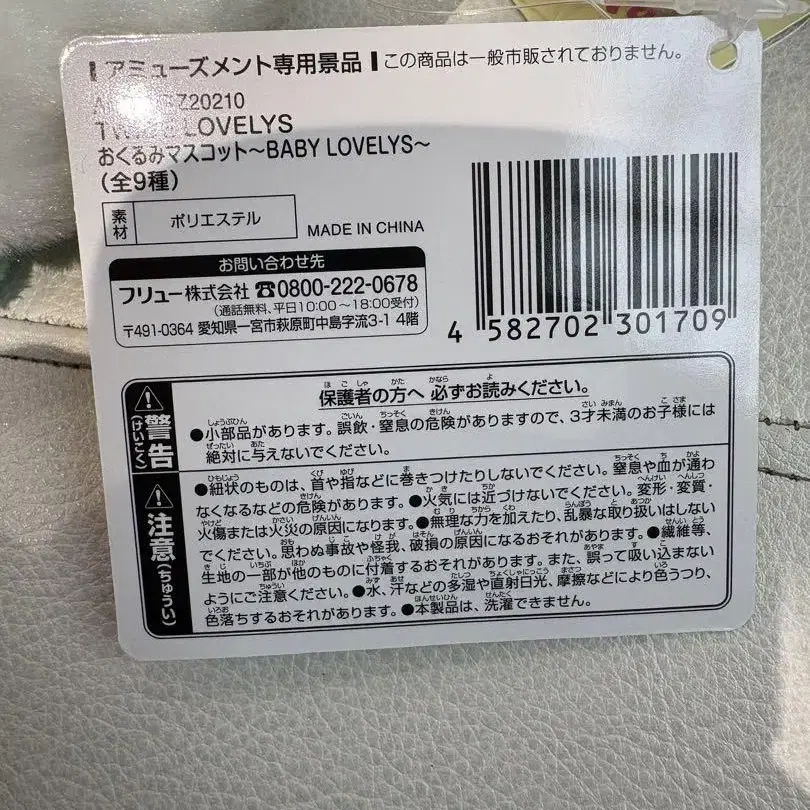 アミューズメント専用景品 この商品は一般市販されておりません。
Z20210
LOVELYS
おくるみマスコット〜BABY LOVELYS〜
(全9種)
素材 ポリエステル
MADE IN CHINA
お問い合わせ先
フリュー株式会社 ☎0800-222-0678
(通話無料、平日10:00〜18:00受付)
〒491-0364 愛知県一宮市萩原町中島字流3-1 4階
4 582702 301709
警告(けいこく)
保護者の方へ 必ずお読みください。
●小部品があります。誤飲・窒息の危険がありますので、3才未満のお子様には
絶対に与えないでください。
注意(ちゅうい)
●紐状のものは、首や指などに巻きつけたりしないでください。窒息や血が通わ
なくなるなどの危険があります。●火気には近づけないでください。変形・変質・
火傷または火災の原因になります。●無理な力を加えたり、乱暴な取り扱いはしない
でください。思わぬ事故や怪我、破損の原因になるおそれがあります。●繊維等、
生地の一部が他のものに付着するおそれがあります。また、誤って吸い込まない
ようにご注意ください。●水、汗などの多湿や直射日光、摩擦などにより色うつり、
色落ちするおそれがあります。●本製品は、洗濯できません。